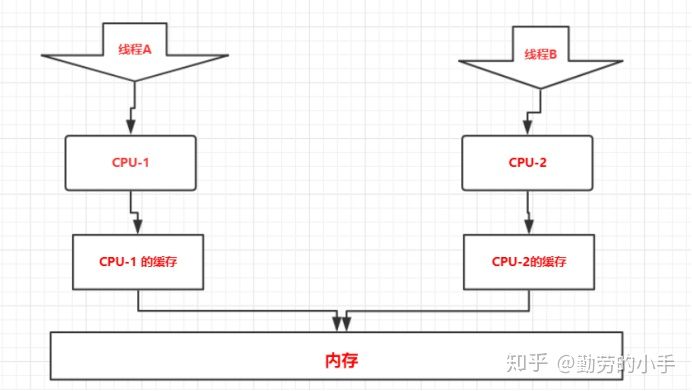 线程A
线程B
CPU-1
CPU-2
CPU-1 的缓存
CPU-2的缓存
内存
知乎 @勤劳的小手